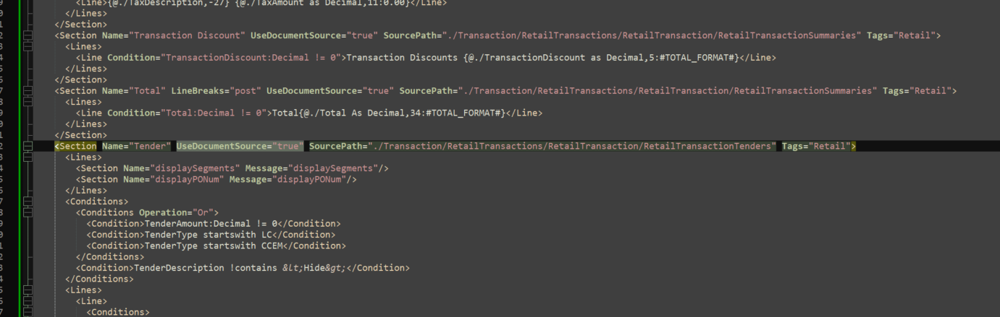 <Line>{@./TaxDescription,-27} {@./TaxAmount as Decimal,11:0.00}</Line>
</Lines>
</Section>
<Section Name="Transaction Discount" UseDocumentSource="true" SourcePath="./Transaction/RetailTransactions/RetailTransaction/RetailTransactionSummaries" Tags="Retail">
<Lines>
<Line Condition="TransactionDiscount:Decimal != 0">Transaction Discounts {@./TransactionDiscount as Decimal,5:#TOTAL_FORMAT#}</Line>
</Lines>
</Section>
<Section Name="Total" LineBreaks="post" UseDocumentSource="true" SourcePath="./Transaction/RetailTransactions/RetailTransaction/RetailTransactionSummaries" Tags="Retail">
<Lines>
<Line Condition="Total:Decimal != 0">Total{@./Total As Decimal,34:#TOTAL_FORMAT#}</Line>
</Lines>
</Section>
<Section Name="Tender" UseDocumentSource="true" SourcePath="./Transaction/RetailTransactions/RetailTransaction/RetailTransactionTenders" Tags="Retail">
<Lines>
<Section Name="displaySegments" Message="displaySegments"/>
<Section Name="displayPONum" Message="displayPONum"/>
</Lines>
<Conditions>
<Conditions Operation="Or">
<Condition>TenderAmount:Decimal != 0</Condition>
<Condition>TenderType startswith LC</Condition>
<Condition>TenderType startswith CCEM</Condition>
</Conditions>
<Condition>TenderDescription !contains &lt;Hide&gt;</Condition>
</Conditions>
<Lines>
<Line>
<Conditions>